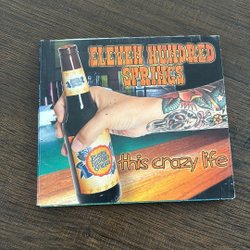 ELEVEN HUNDRED
SPRINGS
this crazy life